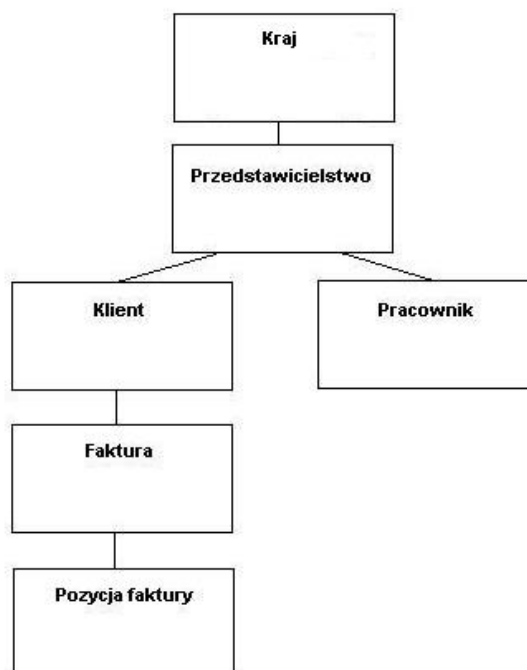 Kraj
Przedstawicielstwo
Klient
Pracownik
Faktura
Pozycja faktury